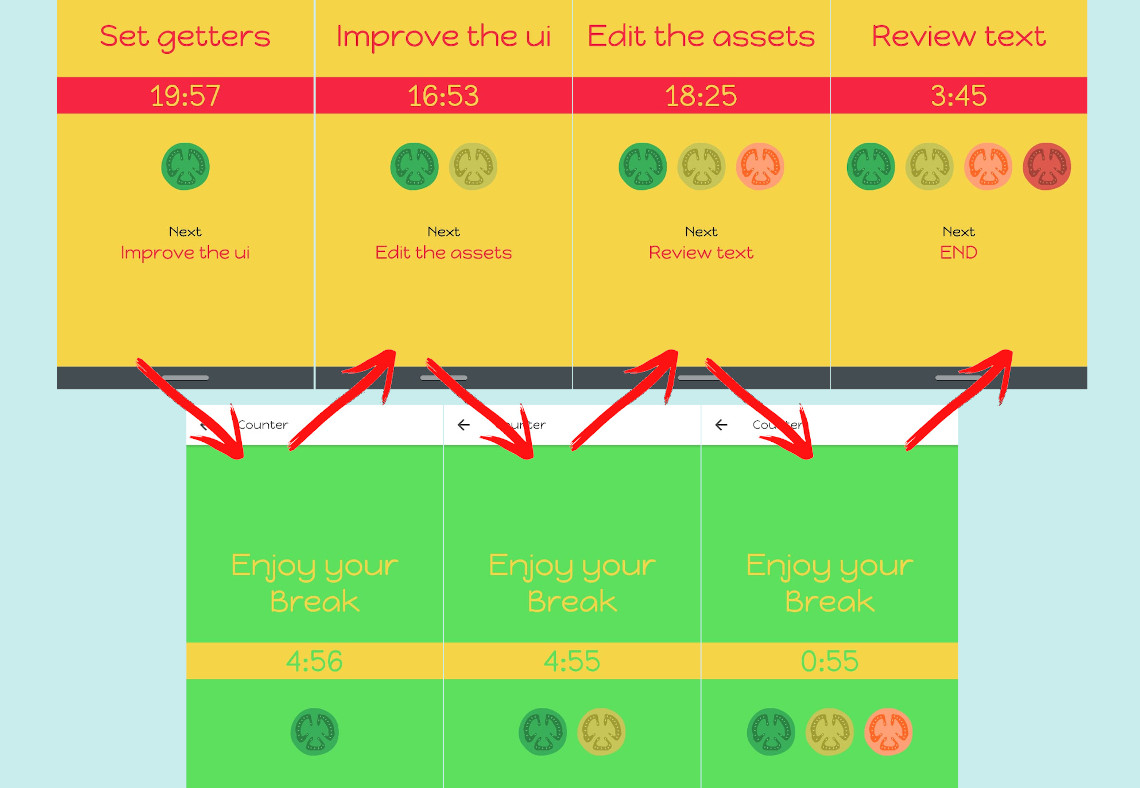 Set getters
19:57
Next
Improve the ui
Improve the ui
16:53
Next
Edit the assets
Edit the assets
18:25
Next
Review text
Review text
3:45
Next
END
Counter
Enjoy your
Break
4:56
Counter
Enjoy your
Break
4:55
Counter
Enjoy your
Break
0:55